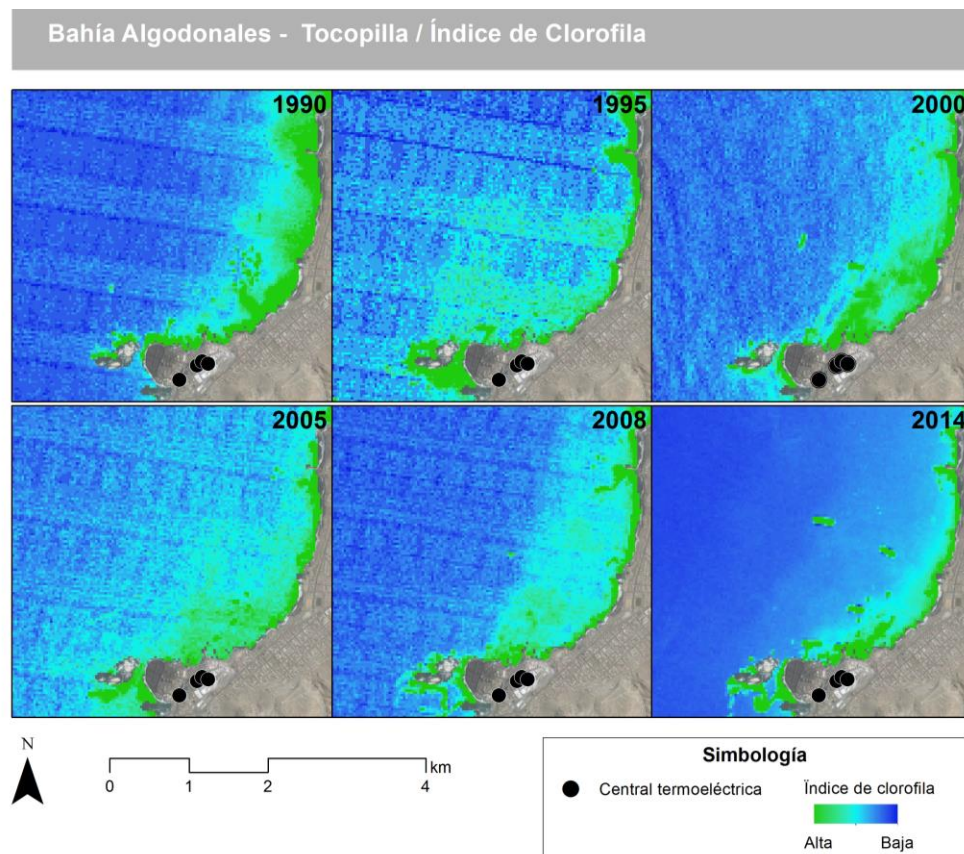 Bahía Algodonales - Tocopilla / Índice de Clorofila
1990
1995
2000
2005
2008
2014
N
km
0 1 2 4
Simbología
Central termoeléctrica
Ïndice de clorofila
Alta Baja